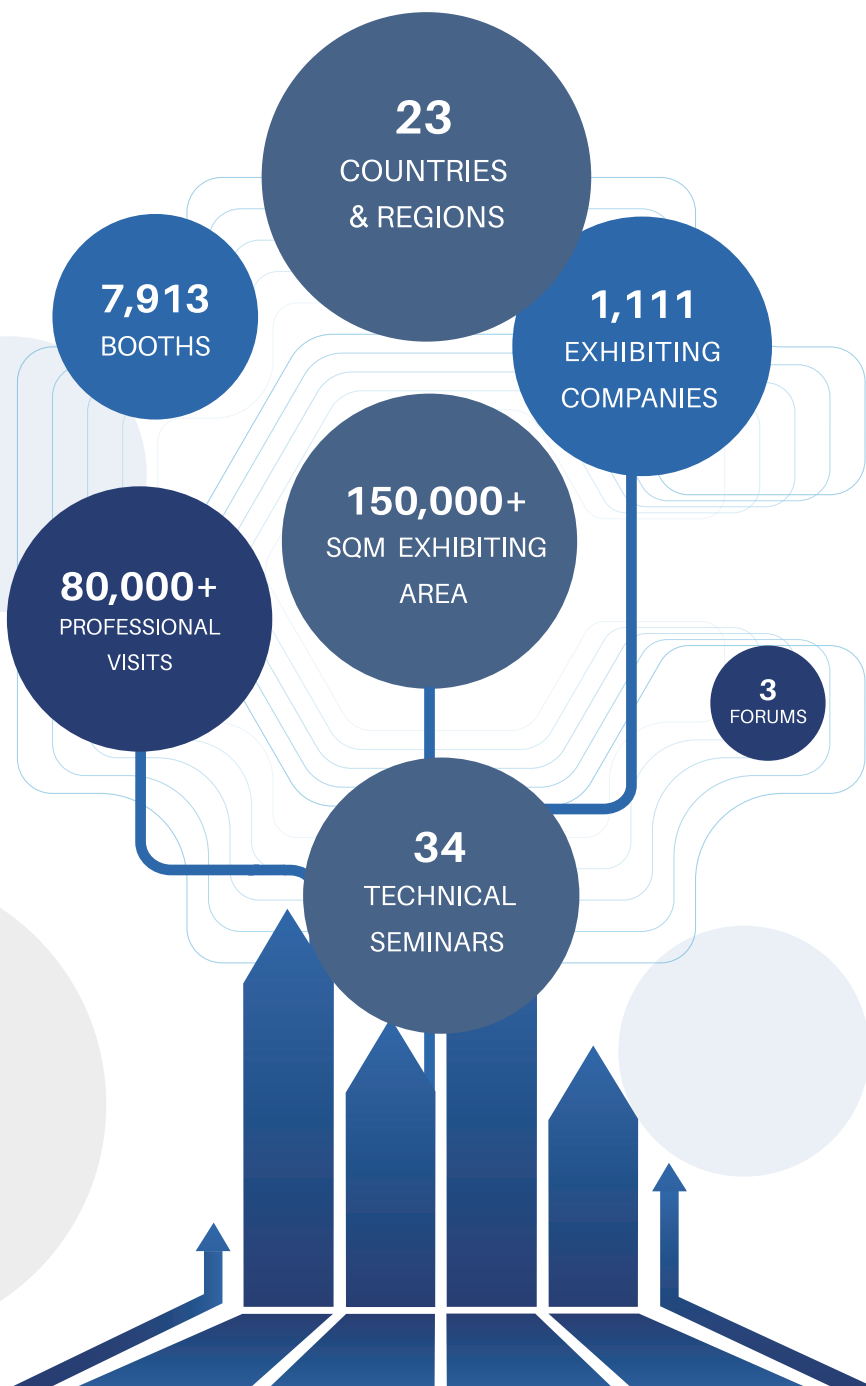 23
COUNTRIES
& REGIONS
7,913
BOOTHS
1,111
EXHIBITING
COMPANIES
150,000+
SQM EXHIBITING
AREA
80,000+
PROFESSIONAL
VISITS
3
FORUMS
34
TECHNICAL
SEMINARS